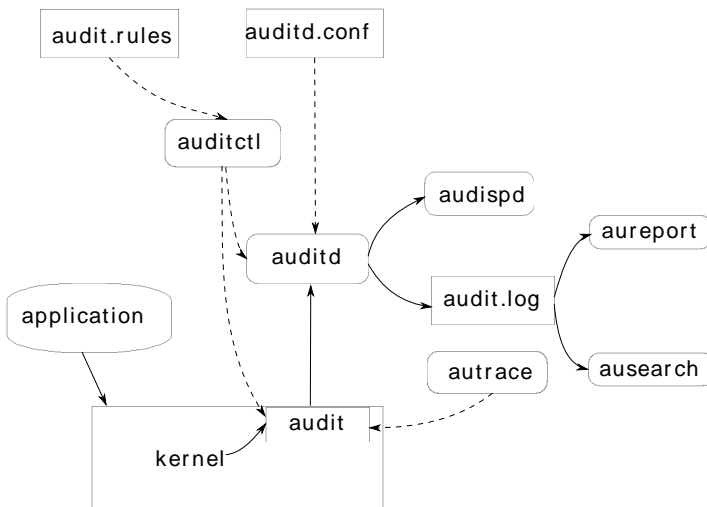 audit.rules
auditd.conf
auditctl
audispd
aureport
auditd
audit.log
application
autrace
ausearch
audit
kernel